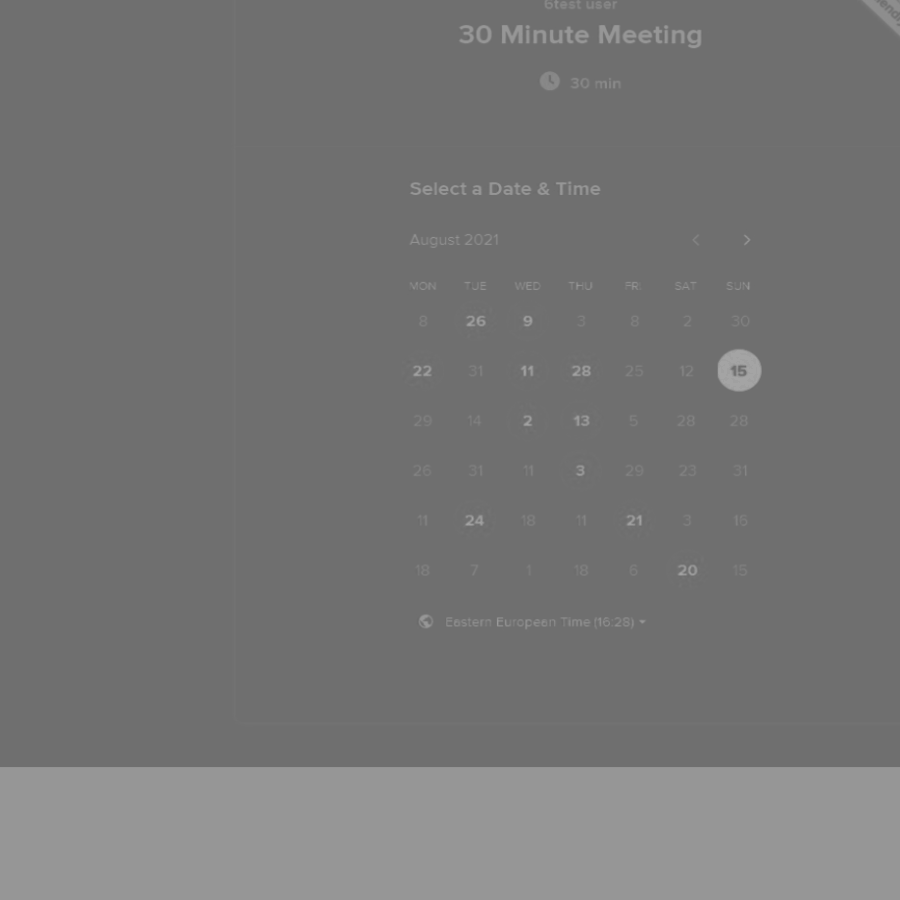 6test user
30 Minute Meeting
30 min
Select a Date & Time
August 2021
MON TUE WED THU FRI SAT SUN
8 26 9 3 8 2 30
22 31 11 28 25 12 15
29 14 2 13 5 28 28
26 31 11 3 29 23 31
11 24 18 11 21 3 16
18 7 1 18 6 20 15
Eastern European Time (16:28)